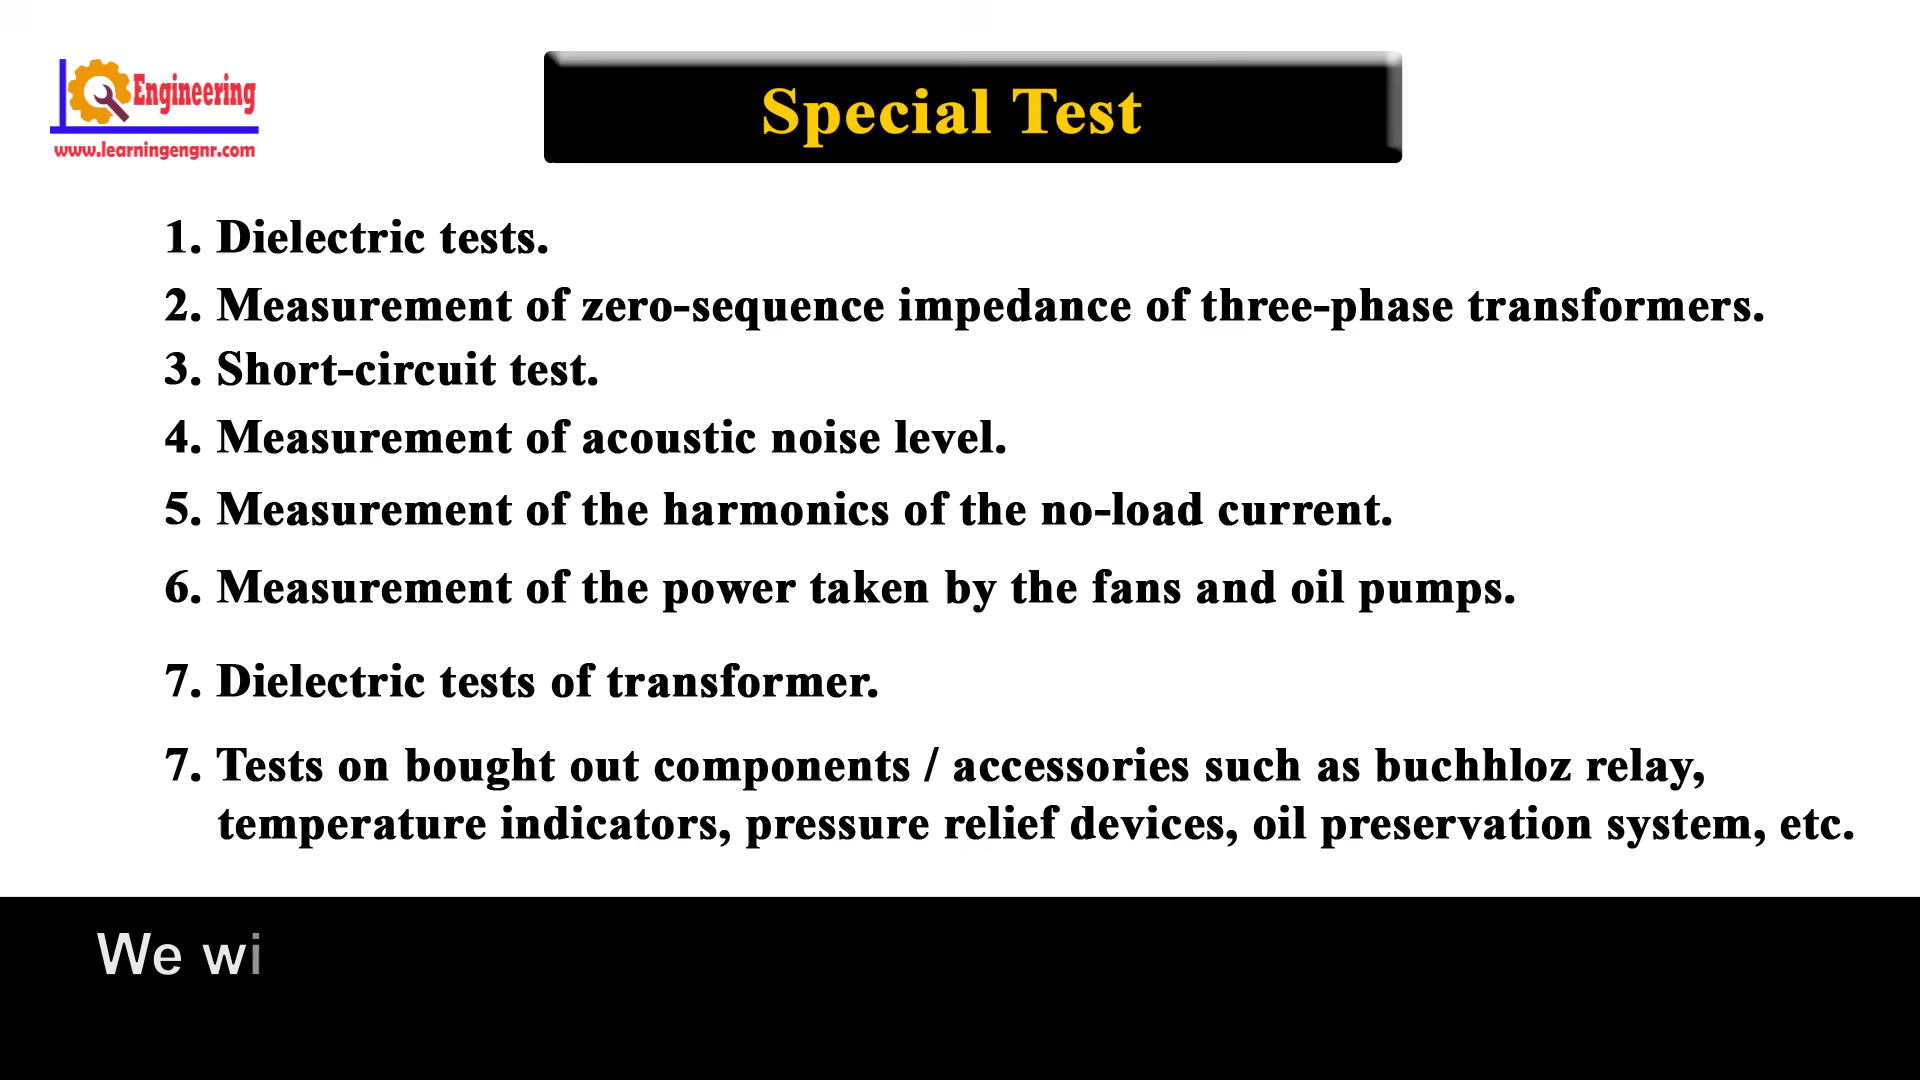 Engineering
www.learningengnr.com
Special Test
1. Dielectric tests.
2. Measurement of zero-sequence impedance of three-phase transformers.
3. Short-circuit test.
4. Measurement of acoustic noise level.
5. Measurement of the harmonics of the no-load current.
6. Measurement of the power taken by the fans and oil pumps.
7. Dielectric tests of transformer.
7. Tests on bought out components / accessories such as buchhloz relay,
temperature indicators, pressure relief devices, oil preservation system, etc.
We wi